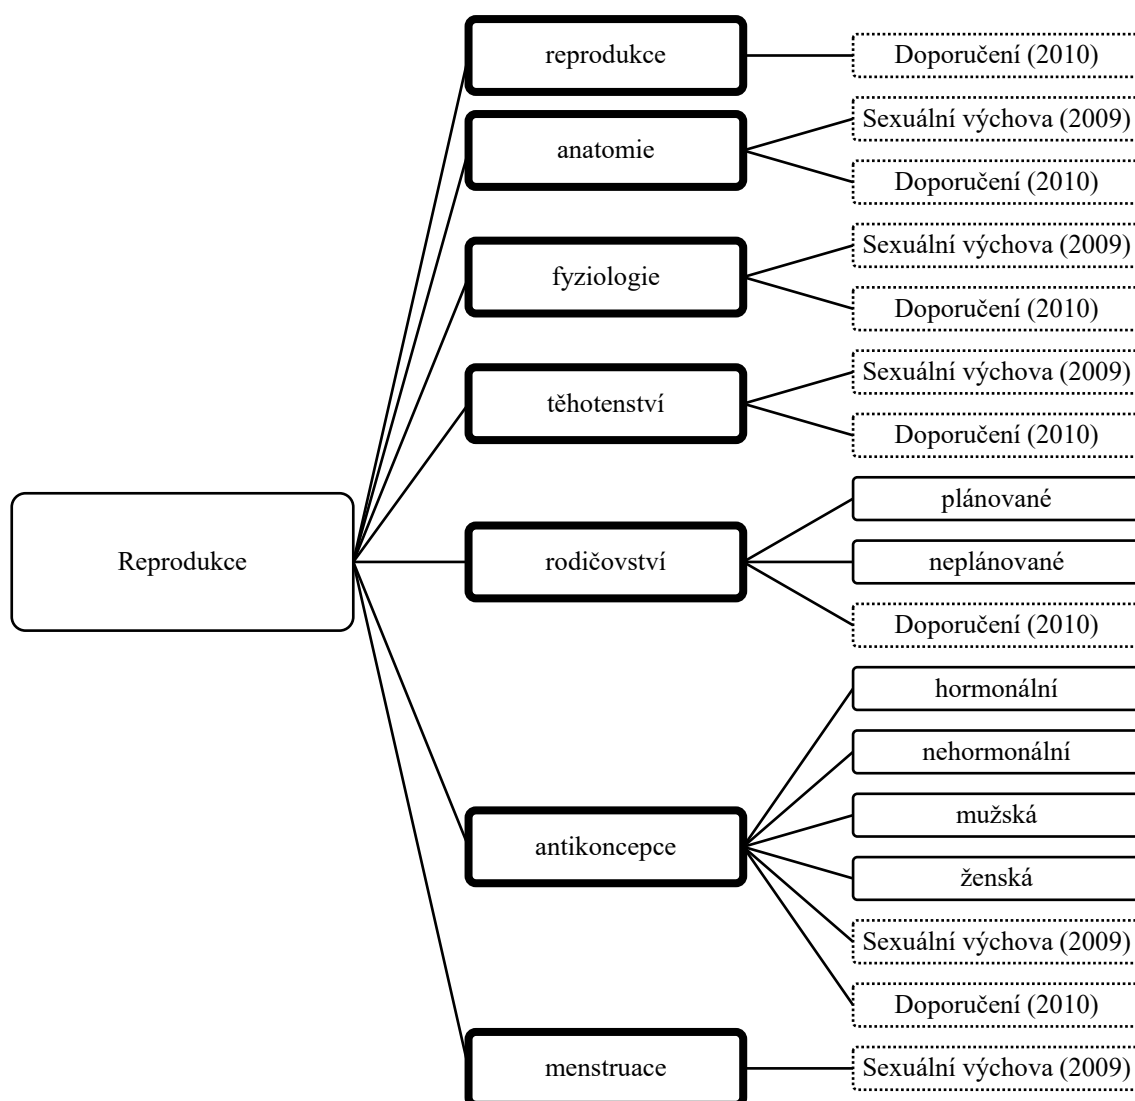 reprodukce
Doporučení (2010)
anatomie
Sexuální výchova (2009)
Doporučení (2010)
fyziologie
Sexuální výchova (2009)
Doporučení (2010)
těhotenství
Sexuální výchova (2009)
Doporučení (2010)
Reprodukce
rodičovství
plánované
neplánované
Doporučení (2010)
antikoncepce
hormonální
nehormonální
mužská
ženská
Sexuální výchova (2009)
Doporučení (2010)
menstruace
Sexuální výchova (2009)